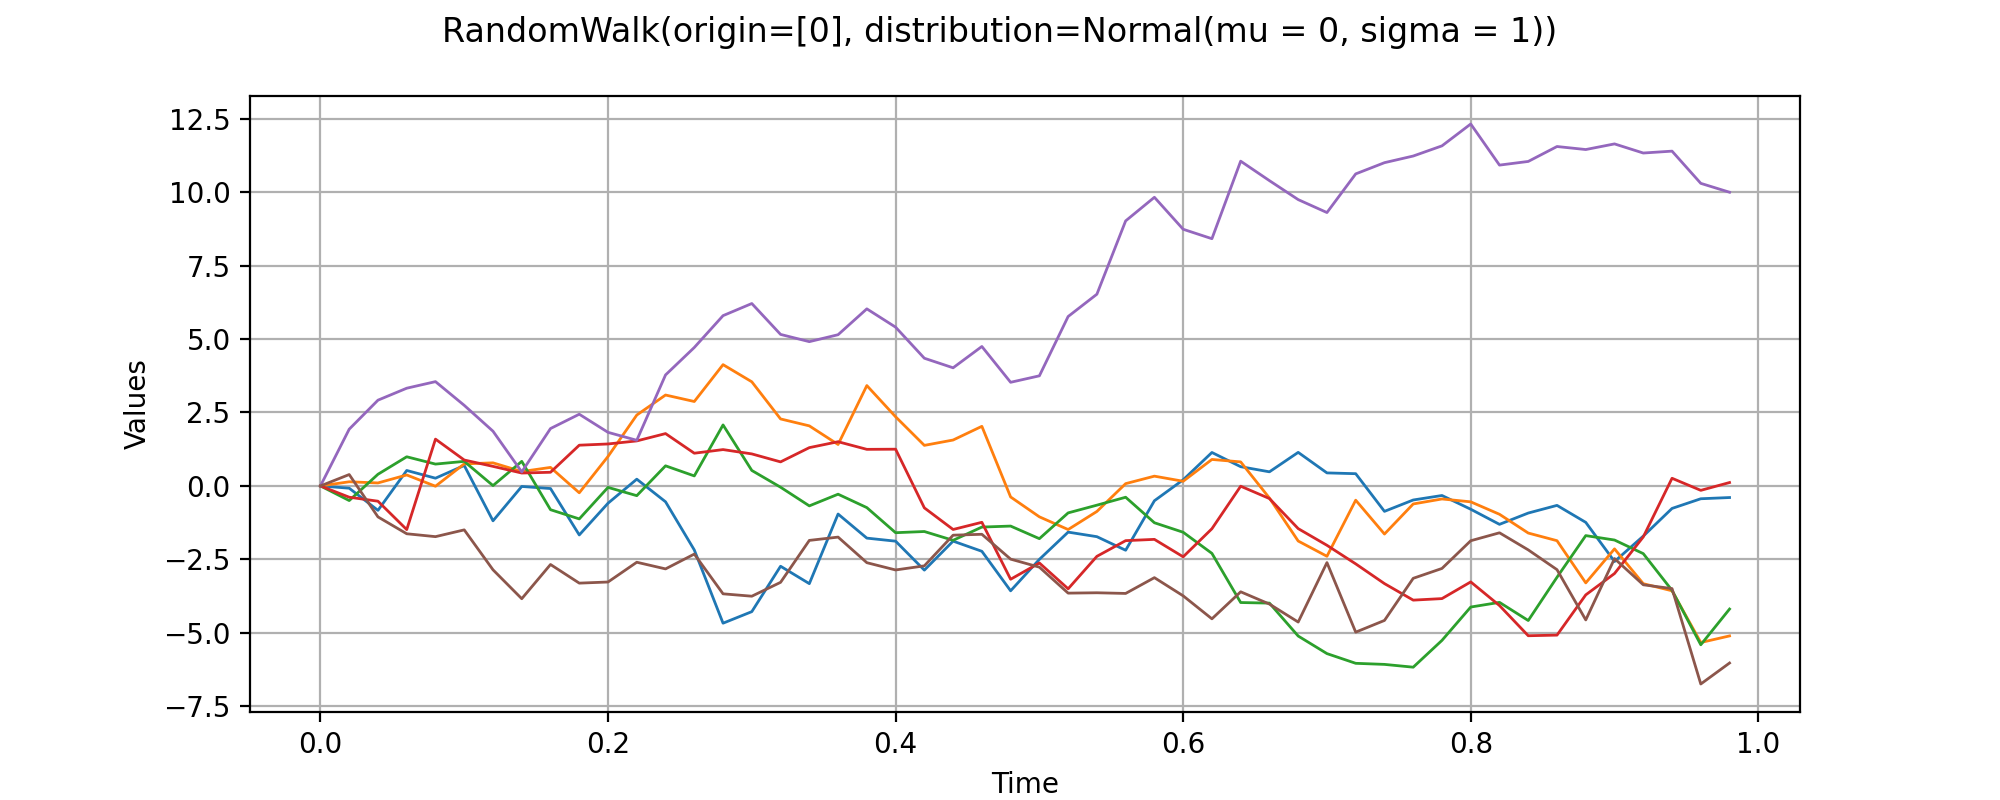 RandomWalk(origin=[0], distribution=Normal(mu = 0, sigma = 1))
12.5
10.0
7.5
5.0
2.5
0.0
−2.5
−5.0
−7.5
Values
0.0 0.2 0.4 0.6 0.8 1.0
Time